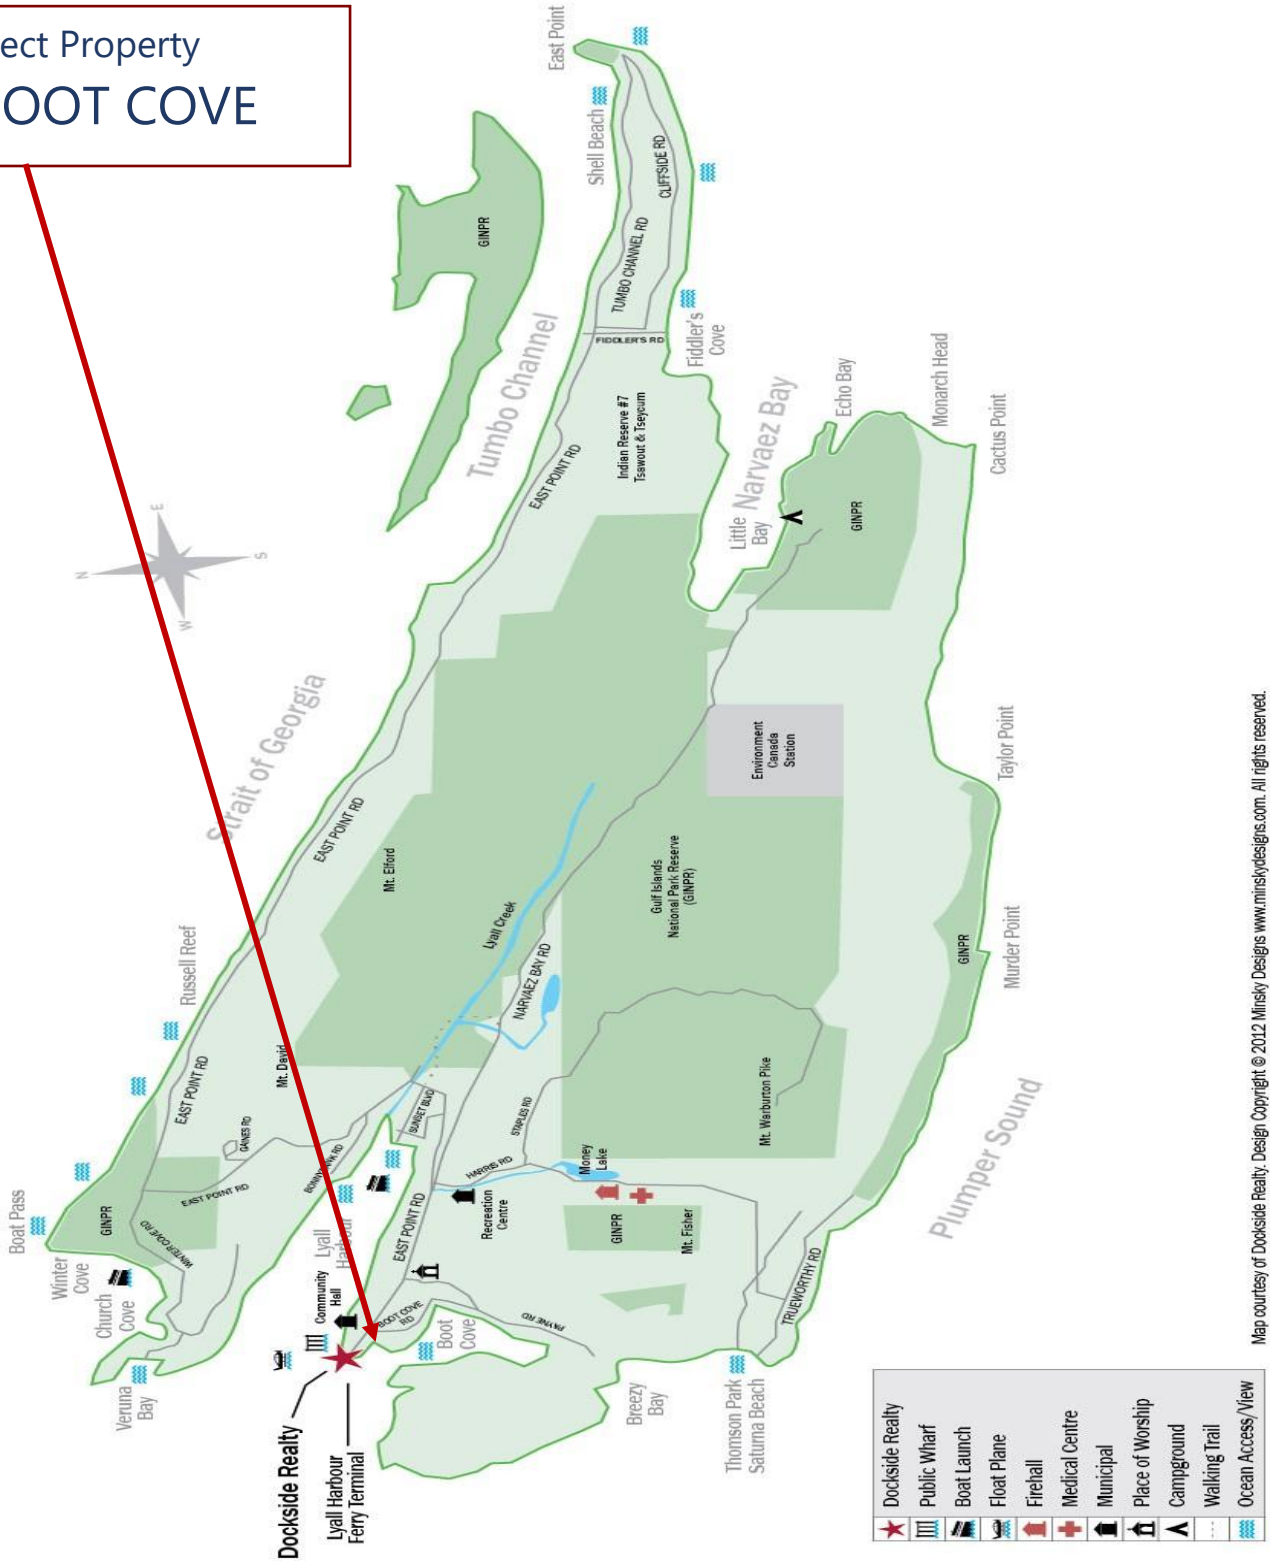 ect Property
OOT COVE
East Point
Shell Beach
CLIFFSIDE RD
TUMBO CHANNEL RD
GINPR
Tumbo Channel
FIDDLER'S RD
Fiddler's
Cove
Indian Reserve #7
Tsawout & Tseycum
EAST POINT RD
Narvaez Bay
Little
Bay
Echo Bay
Monarch Head
Cactus Point
GINPR
N
E
S
W
Strait of Georgia
EAST POINT RD
Mt. Elford
Environment
Canada
Station
Taylor Point
Gulf Islands
National Park Reserve
(GINPR)
Lyall Creek
NARVAEZ BAY RD
GINPR
Murder Point
Russell Reef
EAST POINT RD
Mt. David
GAINES RD
SUNSET BLVD
STAPLES RD
Mt. Warburton Pike
Plumper Sound
Boat Pass
GINPR
EAST POINT RD
WINTER COVE RD
Winter
Cove
Church
Cove
Veruna
Bay
Lyall
Harbour
Community
Hall
EAST POINT RD
HARRIS RD
Recreation
Centre
Money
Lake
GINPR
Mt. Fisher
BOOT COVE
RD
Boot
Cove
PAYNE RD
TRUEWORTHY RD
Breezy
Bay
Thomson Park
Saturna Beach
Dockside Realty
Lyall Harbour
Ferry Terminal
Dockside Realty
Public Wharf
Boat Launch
Float Plane
Firehall
Medical Centre
Municipal
Place of Worship
Campground
Walking Trail
Ocean Access/View
Map courtesy of Dockside Realty. Design Copyright © 2012 Minsky Designs www.minskydesigns.com. All rights reserved.